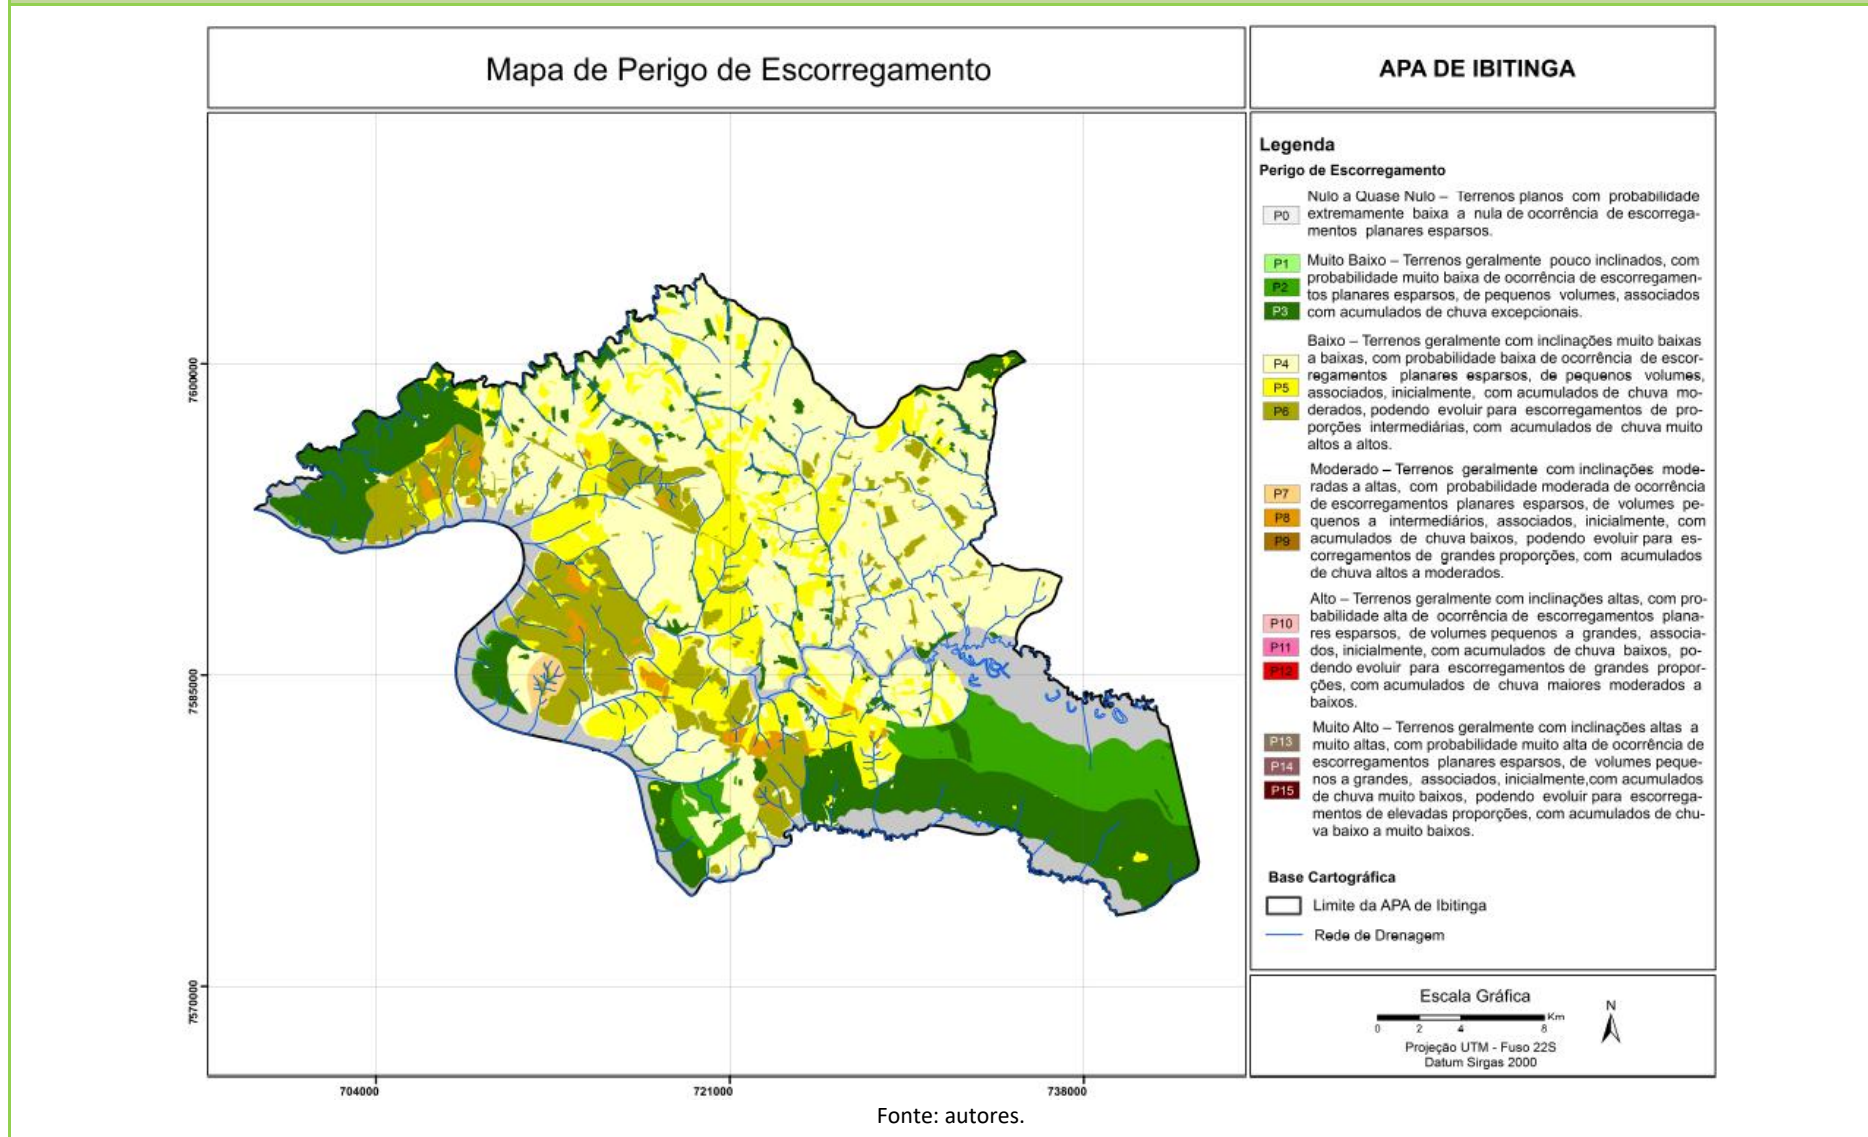 Mapa de Perigo de Escorregamento
APA DE IBITINGA
7600000
7585000
7570000
704000
721000
738000
Legenda
Perigo de Escorregamento
P0
Nulo a Quase Nulo – Terrenos planos com probabilidade
extremamente baixa a nula de ocorrência de escorrega-
mentos planares esparsos.
P1
P2
P3
Muito Baixo – Terrenos geralmente pouco inclinados, com
probabilidade muito baixa de ocorrência de escorregamen-
tos planares esparsos, de pequenos volumes, associados
com acumulados de chuva excepcionais.
P4
P5
P6
Baixo – Terrenos geralmente com inclinações muito baixas
a baixas, com probabilidade baixa de ocorrência de escor-
regamentos planares esparsos, de pequenos volumes,
associados, inicialmente, com acumulados de chuva mo-
derados, podendo evoluir para escorregamentos de pro-
porções intermediárias, com acumulados de chuva muito
altos a altos.
P7
P8
P9
Moderado – Terrenos geralmente com inclinações mode-
radas a altas, com probabilidade moderada de ocorrência
de escorregamentos planares esparsos, de volumes pe-
quenos a intermediários, associados, inicialmente, com
acumulados de chuva baixos, podendo evoluir para es-
corregamentos de grandes proporções, com acumulados
de chuva altos a moderados.
P10
P11
P12
Alto – Terrenos geralmente com inclinações altas, com pro-
babilidade alta de ocorrência de escorregamentos plana-
res esparsos, de volumes pequenos a grandes, associa-
dos, inicialmente, com acumulados de chuva baixos, po-
dendo evoluir para escorregamentos de grandes propor-
ções, com acumulados de chuva maiores moderados a
baixos.
P13
P14
P15
Muito Alto – Terrenos geralmente com inclinações altas a
muito altas, com probabilidade muito alta de ocorrência de
escorregamentos planares esparsos, de volumes peque-
nos a grandes, associados, inicialmente,com acumulados
de chuva muito baixos, podendo evoluir para escorrega-
mentos de elevadas proporções, com acumulados de chu-
va baixo a muito baixos.
Base Cartográfica
Limite da APA de Ibitinga
Rede de Drenagem
Escala Gráfica
N
Km
0 2 4 8
Projeção UTM - Fuso 22S
Datum Sirgas 2000
Fonte: autores.